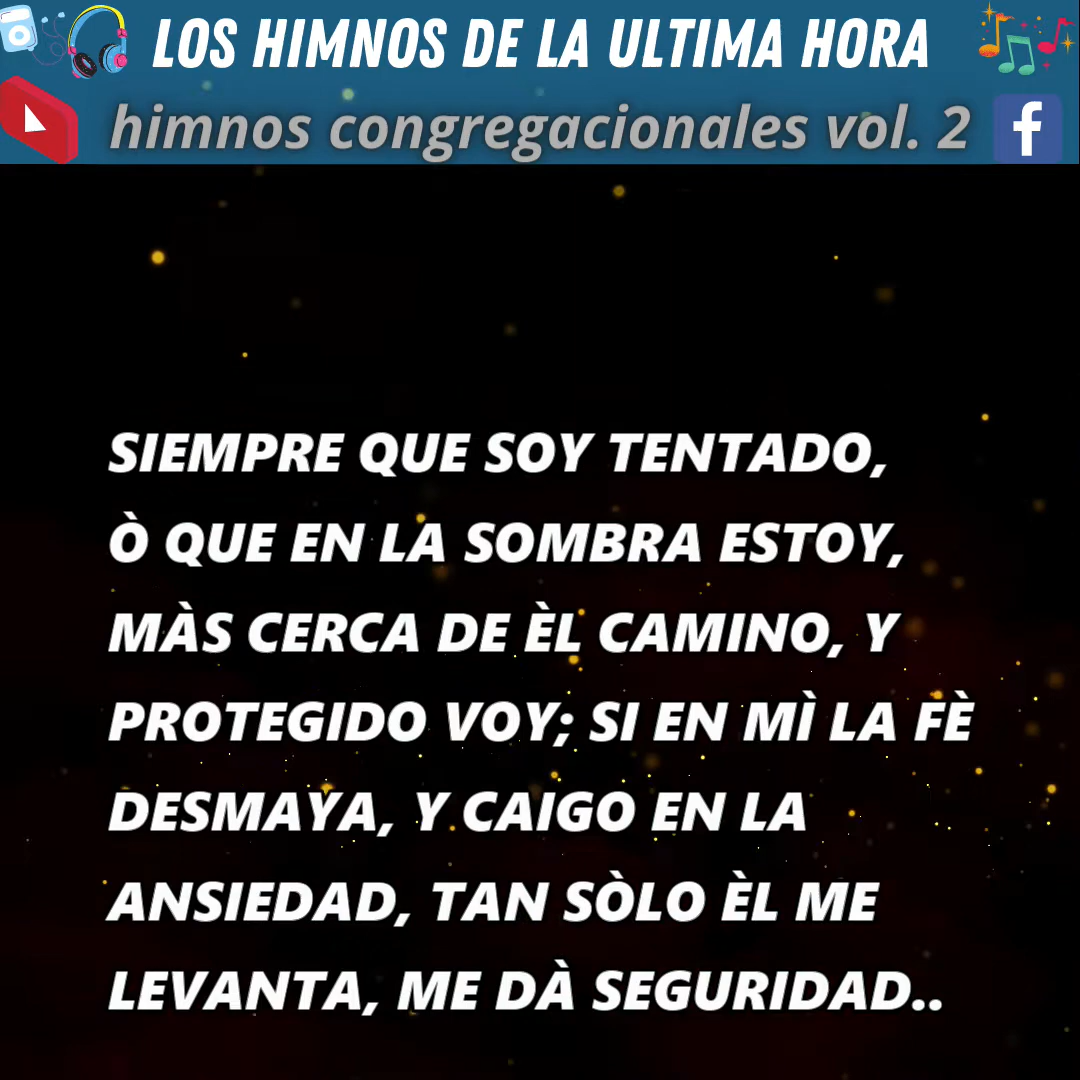 LOS HIMNOS DE LA ULTIMA HORA
himnos congregacionales vol. 2
f
SIEMPRE QUE SOY TENTADO,
Ò QUE EN LA SOMBRA ESTOY,
MÀS CERCA DE ÈL CAMINO, Y
PROTEGIDO VOY; SI EN MÌ LA FÈ
DESMAYA, Y CAIGO EN LA
ANSIEDAD, TAN SÒLO ÈL ME
LEVANTA, ME DÀ SEGURIDAD..